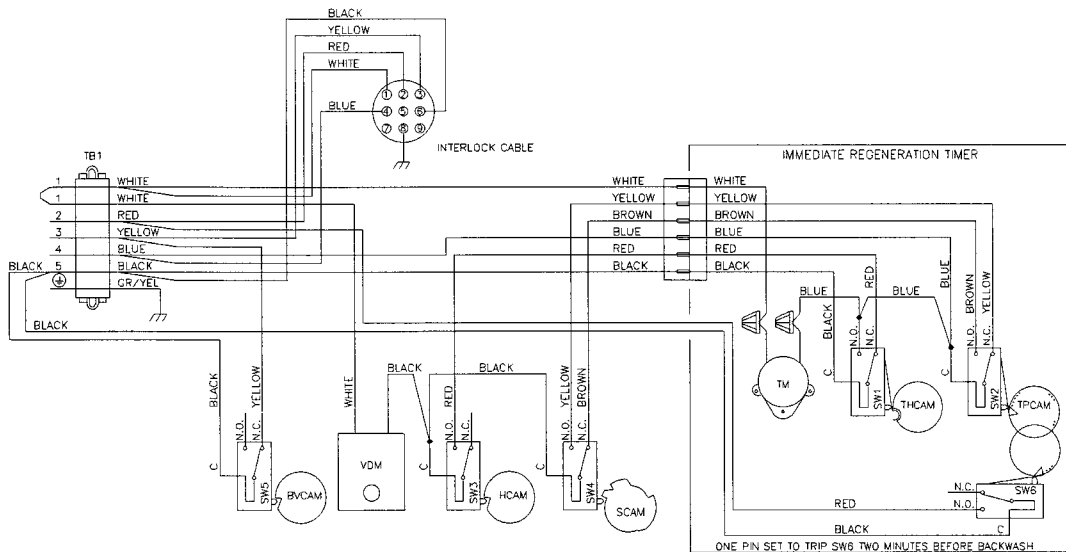 BLACK
YELLOW
RED
WHITE
BLUE
1 2 3
4 5 6
7 8 9
INTERLOCK CABLE
TB1
1 WHITE
1 WHITE
2 RED
3 YELLOW
4 BLUE
BLACK 5 BLACK
GR/YEL
BLACK
IMMEDIATE REGENERATION TIMER
WHITE WHITE
YELLOW YELLOW
BROWN BROWN
BLUE BLUE
RED RED
BLACK BLACK
BLUE
BLUE
RED
BLACK
BLUE
BROWN
YELLOW
N.O.
N.C.
C
SW1
THCAM
TM
N.O.
N.C.
C
SW2
TPCAM
BLACK
YELLOW
N.O.
N.C.
C
SW5
BVCAM
WHITE
VDM
BLACK
BLACK
RED
N.O.
N.C.
C
SW3
HCAM
YELLOW
BROWN
N.O.
N.C.
C
SW4
SCAM
N.C.
SW6
RED
N.O.
BLACK
C
ONE PIN SET TO TRIP SW6 TWO MINUTES BEFORE BACKWASH